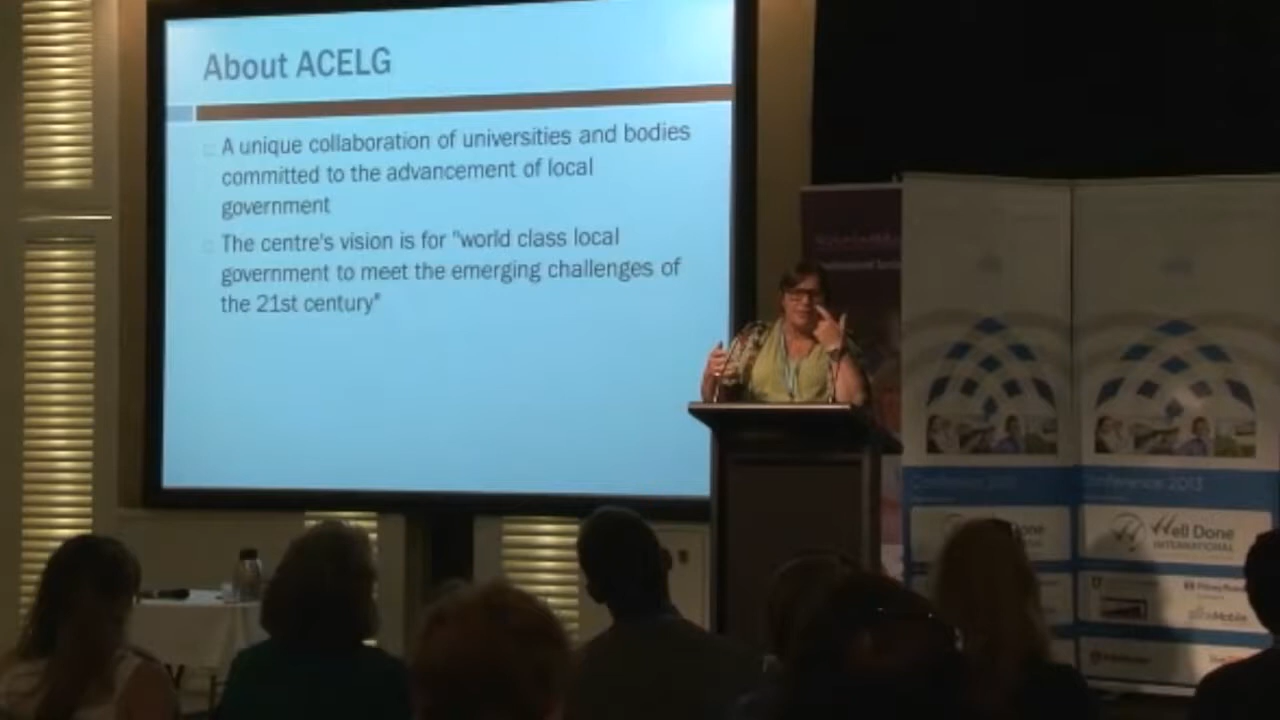 About ACELG
A unique collaboration of universities and bodies
committed to the advancement of local
government
The centre's vision is for "world class local
government to meet the emerging challenges of
the 21st century"
Conference 2013
Well Done
INTERNATIONAL